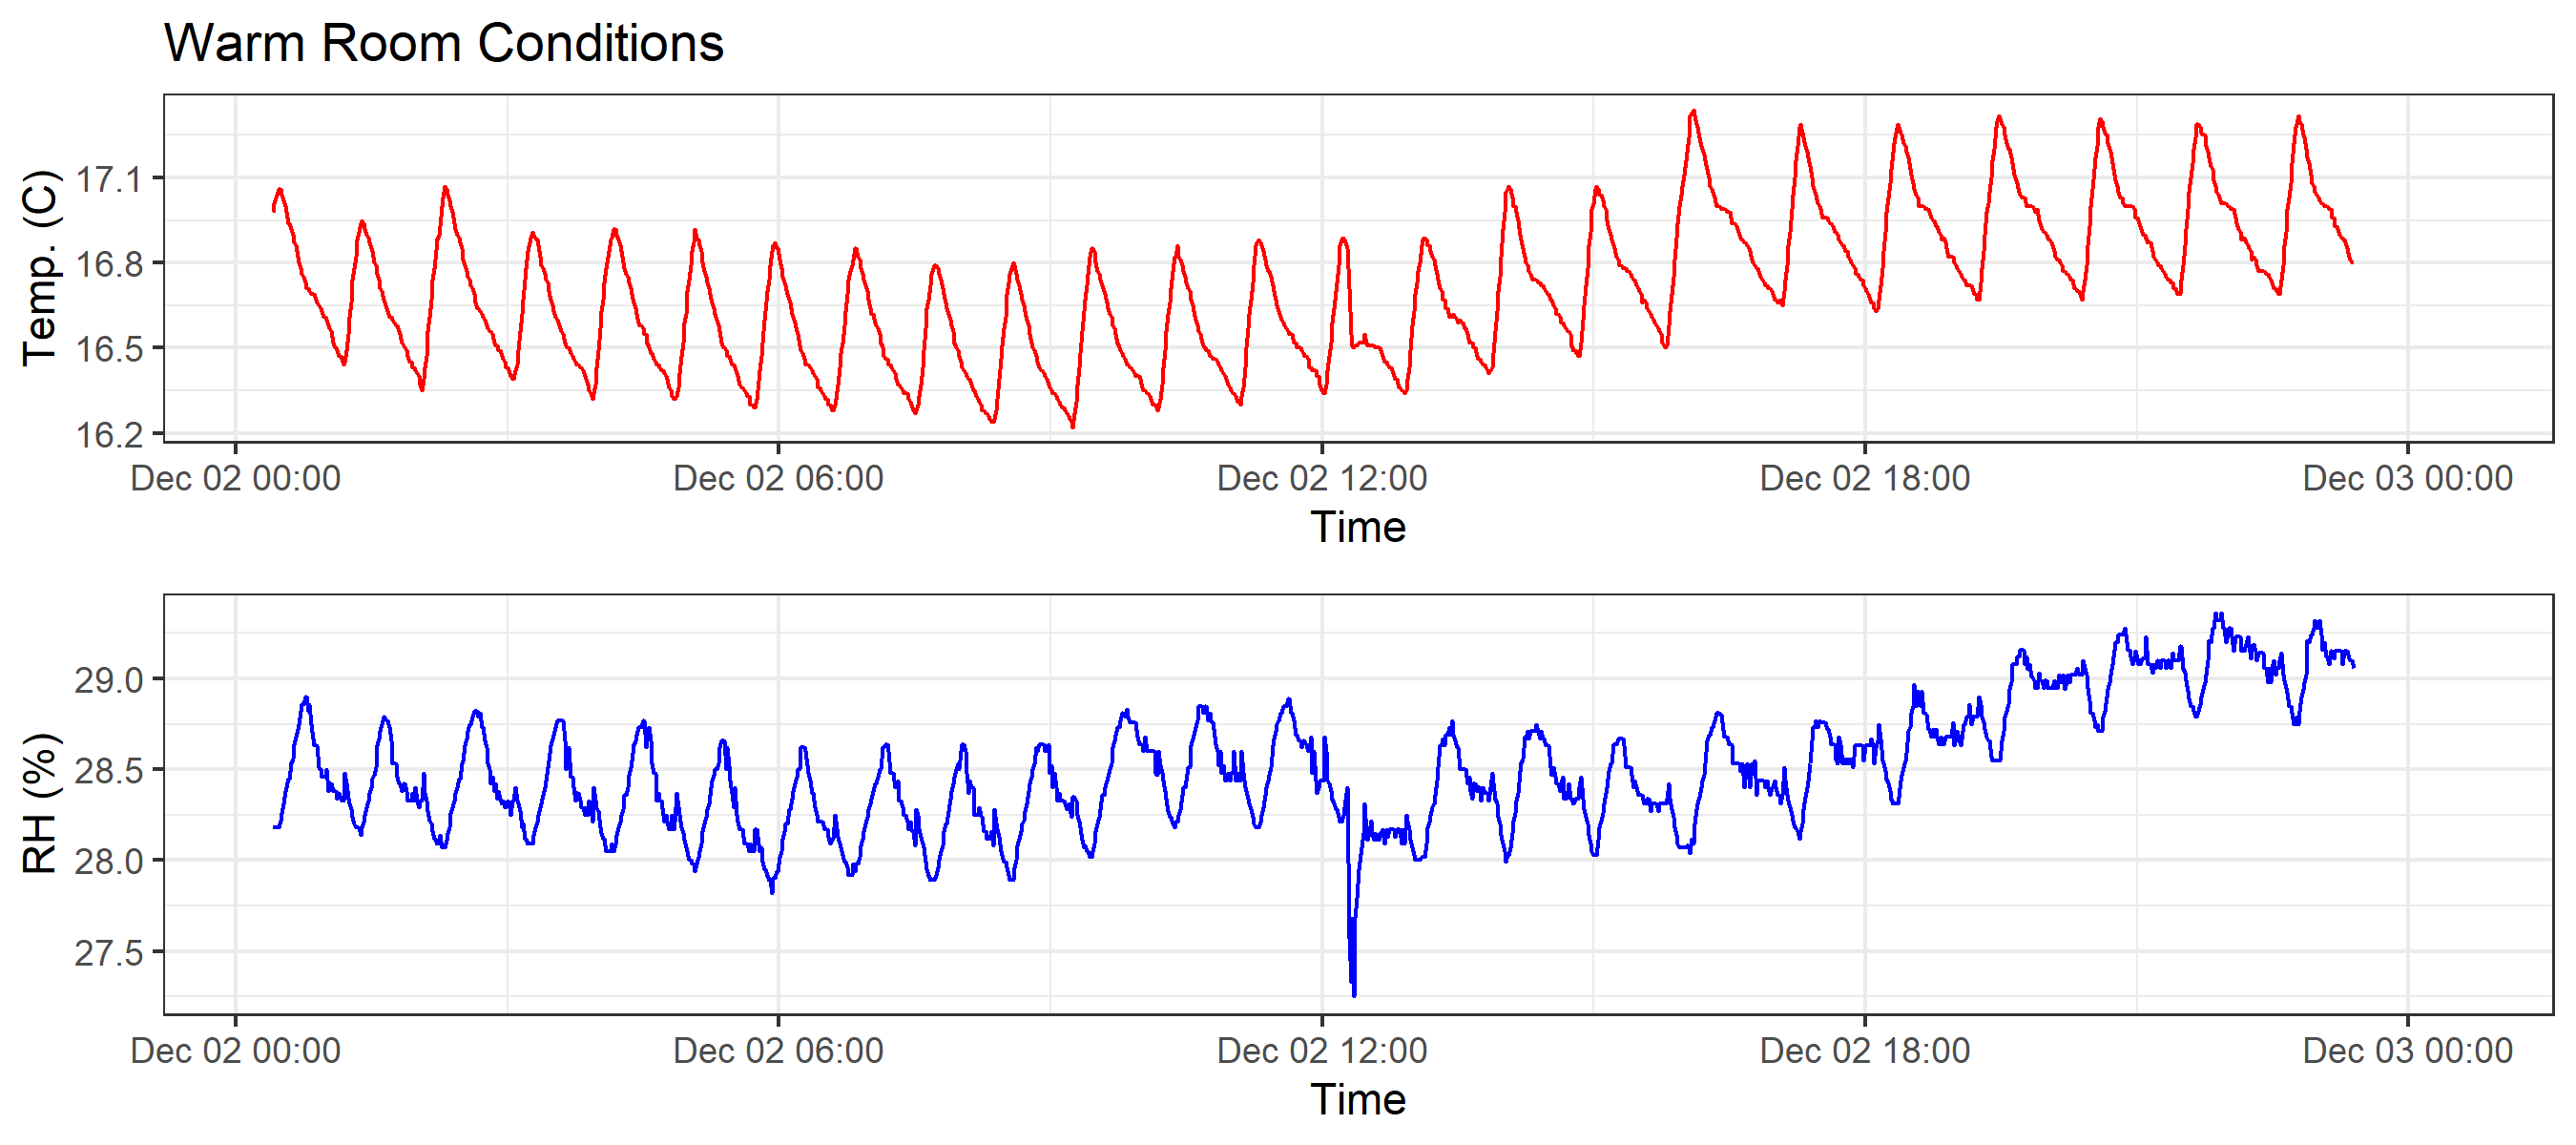 Warm Room Conditions
Temp. (C)
17.1
16.8
16.5
16.2
Dec 02 00:00 Dec 02 06:00 Dec 02 12:00 Dec 02 18:00 Dec 03 00:00
Time
RH (%)
29.0
28.5
28.0
27.5
Dec 02 00:00 Dec 02 06:00 Dec 02 12:00 Dec 02 18:00 Dec 03 00:00
Time